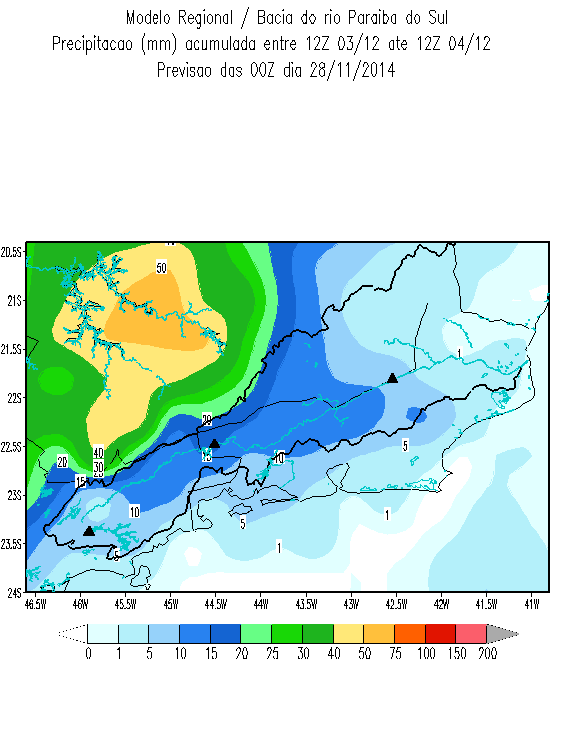 Modelo Regional / Bacia do rio Paraiba do Sul
Precipitacao (mm) acumulada entre 12Z 03/12 ate 12Z 04/12
Previsao das 00Z dia 28/11/2014
20.5S
50
21S
21.5S
1
22S
20
5
22.5S
40
20
30
10
15
23S
10
1
5
23.5S
1
5
24S
46.5W 46W 45.5W 45W 44.5W 44W 43.5W 43W 42.5W 42W 41.5W 41W
0 1 5 10 15 20 25 30 40 50 75 100 150 200